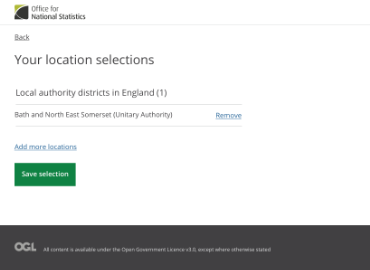 Office for
National Statistics
Back
Your location selections
Local authority districts in England (1)
Bath and North East Somerset (Unitary Authority)
Remove
Add more locations
Save selection
OGL
All content is available under the Open Government Licence v3.0, except where otherwise stated